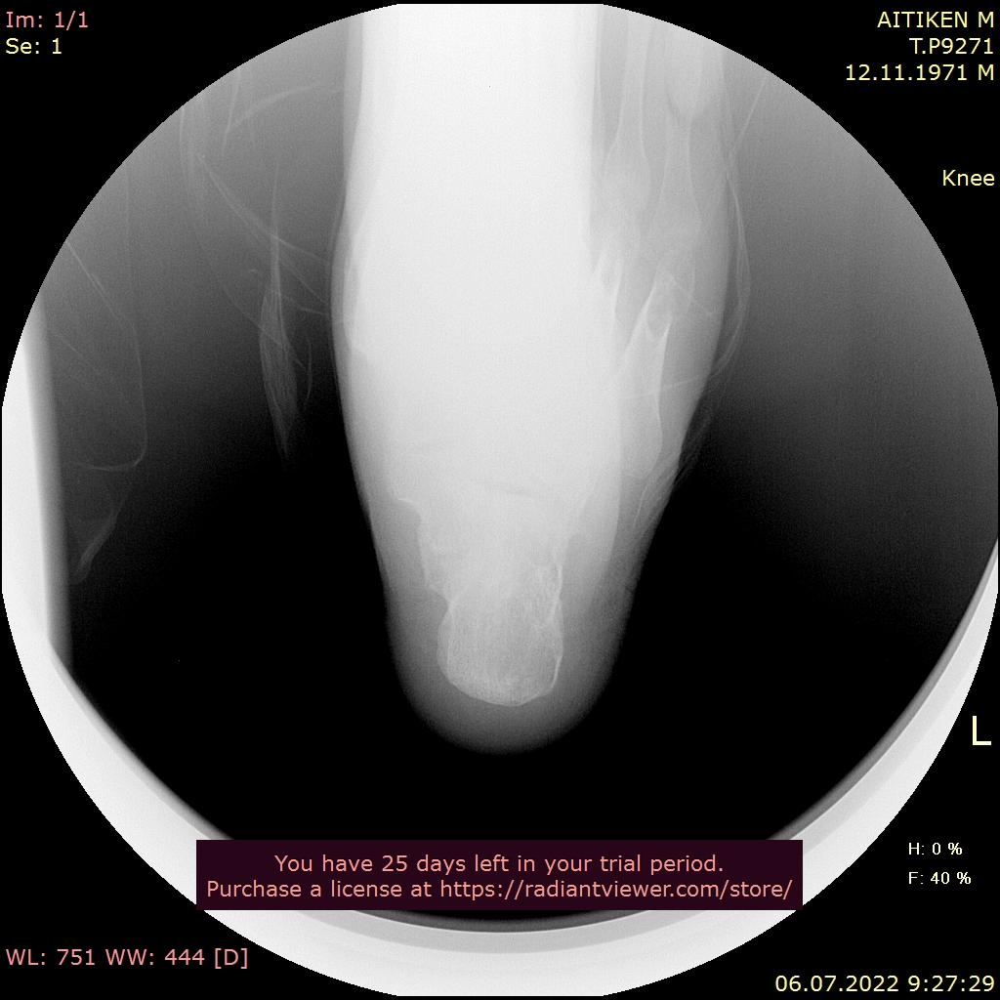 Im: 1/1
Se: 1
AITIKEN M
T.P9271
12.11.1971 M
Knee
L
H: 0 %
F: 40 %
You have 25 days left in your trial period.
Purchase a license at https://radiantviewer.com/store/
WL: 751 WW: 444 [D]
06.07.2022 9:27:29